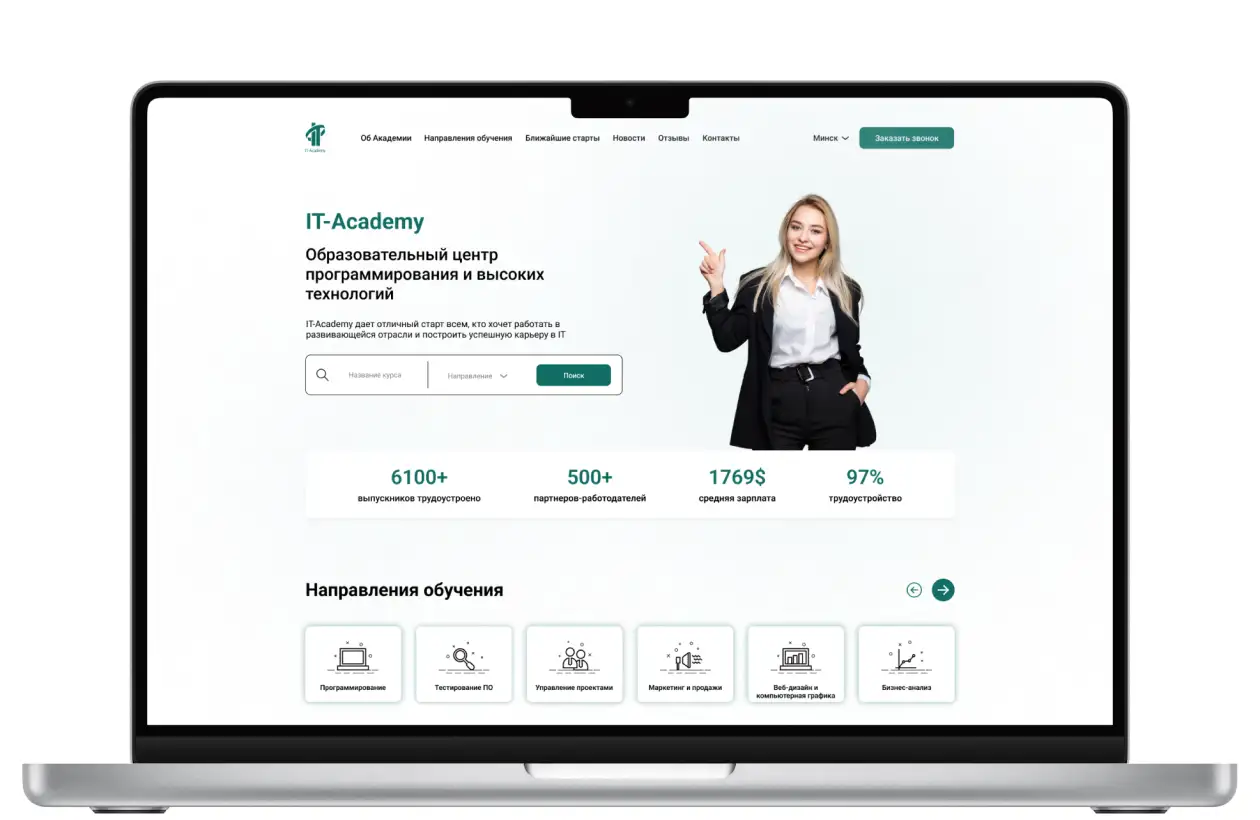 IT Academy
Об Академии Направления обучения Ближайшие старты Новости Отзывы Контакты Минск Заказать звонок
IT-Academy
Образовательный центр
программирования и высоких
технологий
IT-Academy дает отличный старт всем, кто хочет работать в
развивающейся отрасли и построить успешную карьеру в IT
Название курса Направление Поиск
6100+ 500+ 1769$ 97%
выпускников трудоустроено партнеров-работодателей средняя зарплата трудоустройство
Направления обучения
Программирование Тестирование ПО Управление проектами Маркетинг и продажи Веб-дизайн и Бизнес-анализ
компьютерная графика